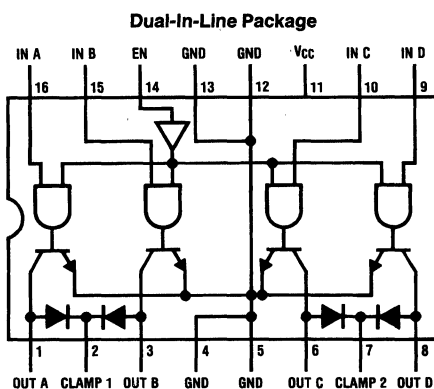 Dual-In-Line Package
IN A IN B EN GND GND VCC IN C IN D
16 15 14 13 12 11 10 9
1 2 3 4 5 6 7 8
OUT A CLAMP 1 OUT B GND GND OUT C CLAMP 2 OUT D